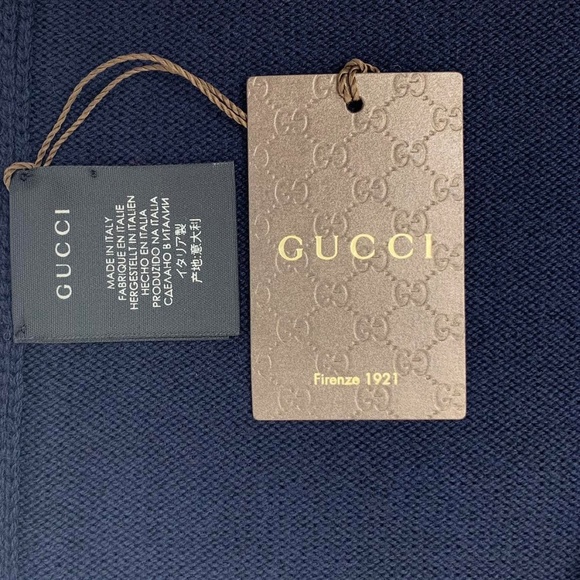 GUCCI
MADE IN ITALY
FABRIQUE EN ITALIE
HERGESTELLT IN ITALIEN
HECHO EN ITALIA
PRODUZIDO NA ITALIA
СДЕЛАНО В ИТАЛИИ
イタリア製
产地:意大利
GUCCI
Firenze 1921